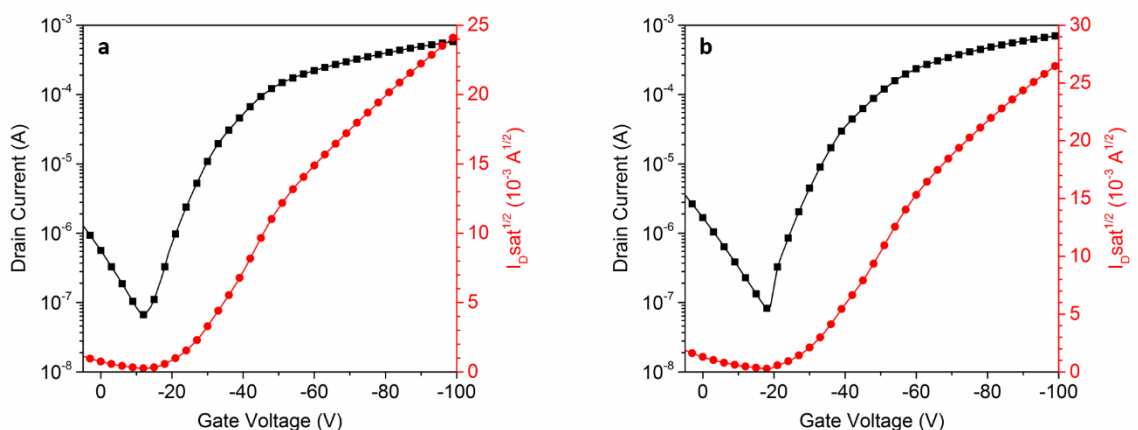 a
10⁻³
10⁻⁴
10⁻⁵
10⁻⁶
10⁻⁷
10⁻⁸
Drain Current (A)
0 -20 -40 -60 -80 -100
Gate Voltage (V)
25
20
15
10
5
0
I_Dsat^1/2 (10⁻³ A^1/2)
b
10⁻³
10⁻⁴
10⁻⁵
10⁻⁶
10⁻⁷
10⁻⁸
Drain Current (A)
0 -20 -40 -60 -80 -100
Gate Voltage (V)
30
25
20
15
10
5
0
I_Dsat^1/2 (10⁻³ A^1/2)